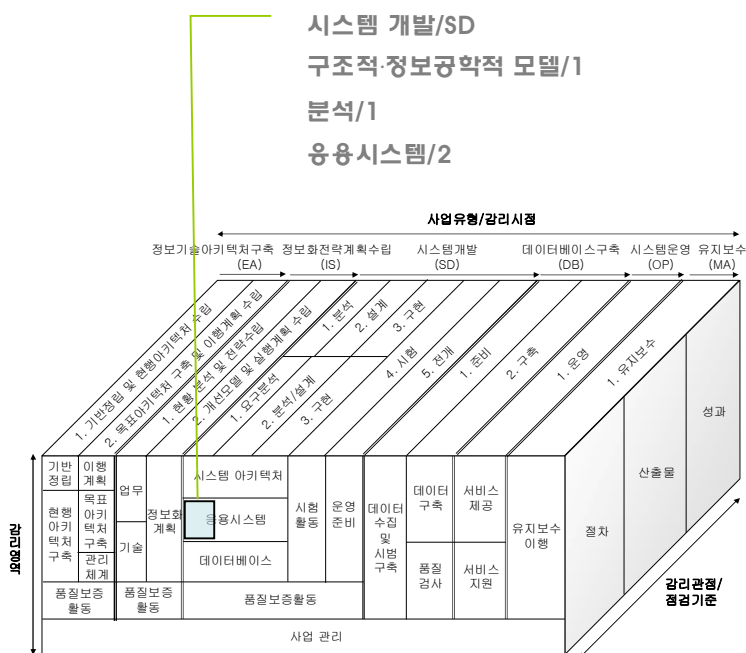 시스템 개발/SD
구조적·정보공학적 모델/1
분석/1
응용시스템/2
사업유형/감리시점
정보기술아키텍처구축
(EA)
정보화전략계획수립
(IS)
시스템개발
(SD)
데이터베이스구축
(DB)
시스템운영
(OP)
유지보수
(MA)
1. 기반정립 및 현행아키텍처 수립
2. 목표아키텍처 구축 및 이행계획 수립
1. 현황 분석 및 전략수립
2. 개선모델 및 실행계획 수립
1. 분석
2. 설계
3. 구현
1. 요구분석
2. 분석/설계
3. 구현
4. 시험
5. 전개
1. 준비
2. 구축
1. 운영
1. 유지보수
감리영역
기반
정립
이행
계획
현행
아키
텍처
구축
목표
아키
텍처
구축
관리
체계
품질보증
활동
업무
기술
정보화
계획
품질보증
활동
시스템 아키텍처
응용시스템
데이터베이스
시험
활동
운영
준비
품질보증활동
데이터
수집
및
시범
구축
데이터
구축
품질
검사
서비스
제공
서비스
지원
유지보수
이행
사업 관리
절차
산출물
성과
감리관점/
점검기준